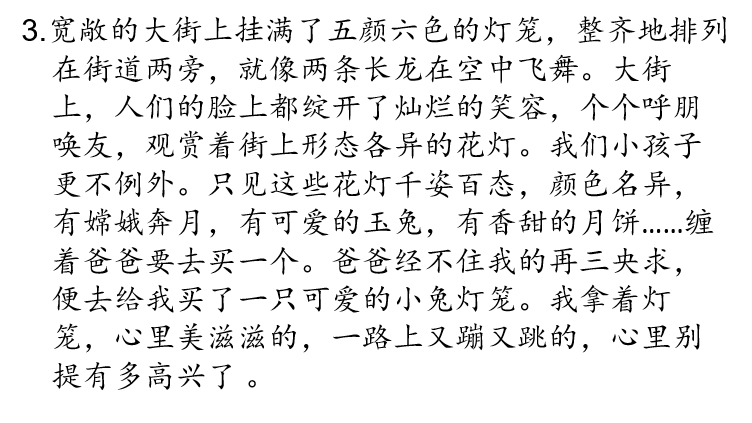 3.宽敞的大街上挂满了五颜六色的灯笼，整齐地排列
在街道两旁，就像两条长龙在空中飞舞。大街
上，人们的脸上都绽开了灿烂的笑容，个个呼朋
唤友，观赏着街上形态各异的花灯。我们小孩子
更不例外。只见这些花灯千姿百态，颜色名异，
有嫦娥奔月，有可爱的玉兔，有香甜的月饼……缠
着爸爸要去买一个。爸爸经不住我的再三央求，
便去给我买了一只可爱的小兔灯笼。我拿着灯
笼，心里美滋滋的，一路上又蹦又跳的，心里别
提有多高兴了 。